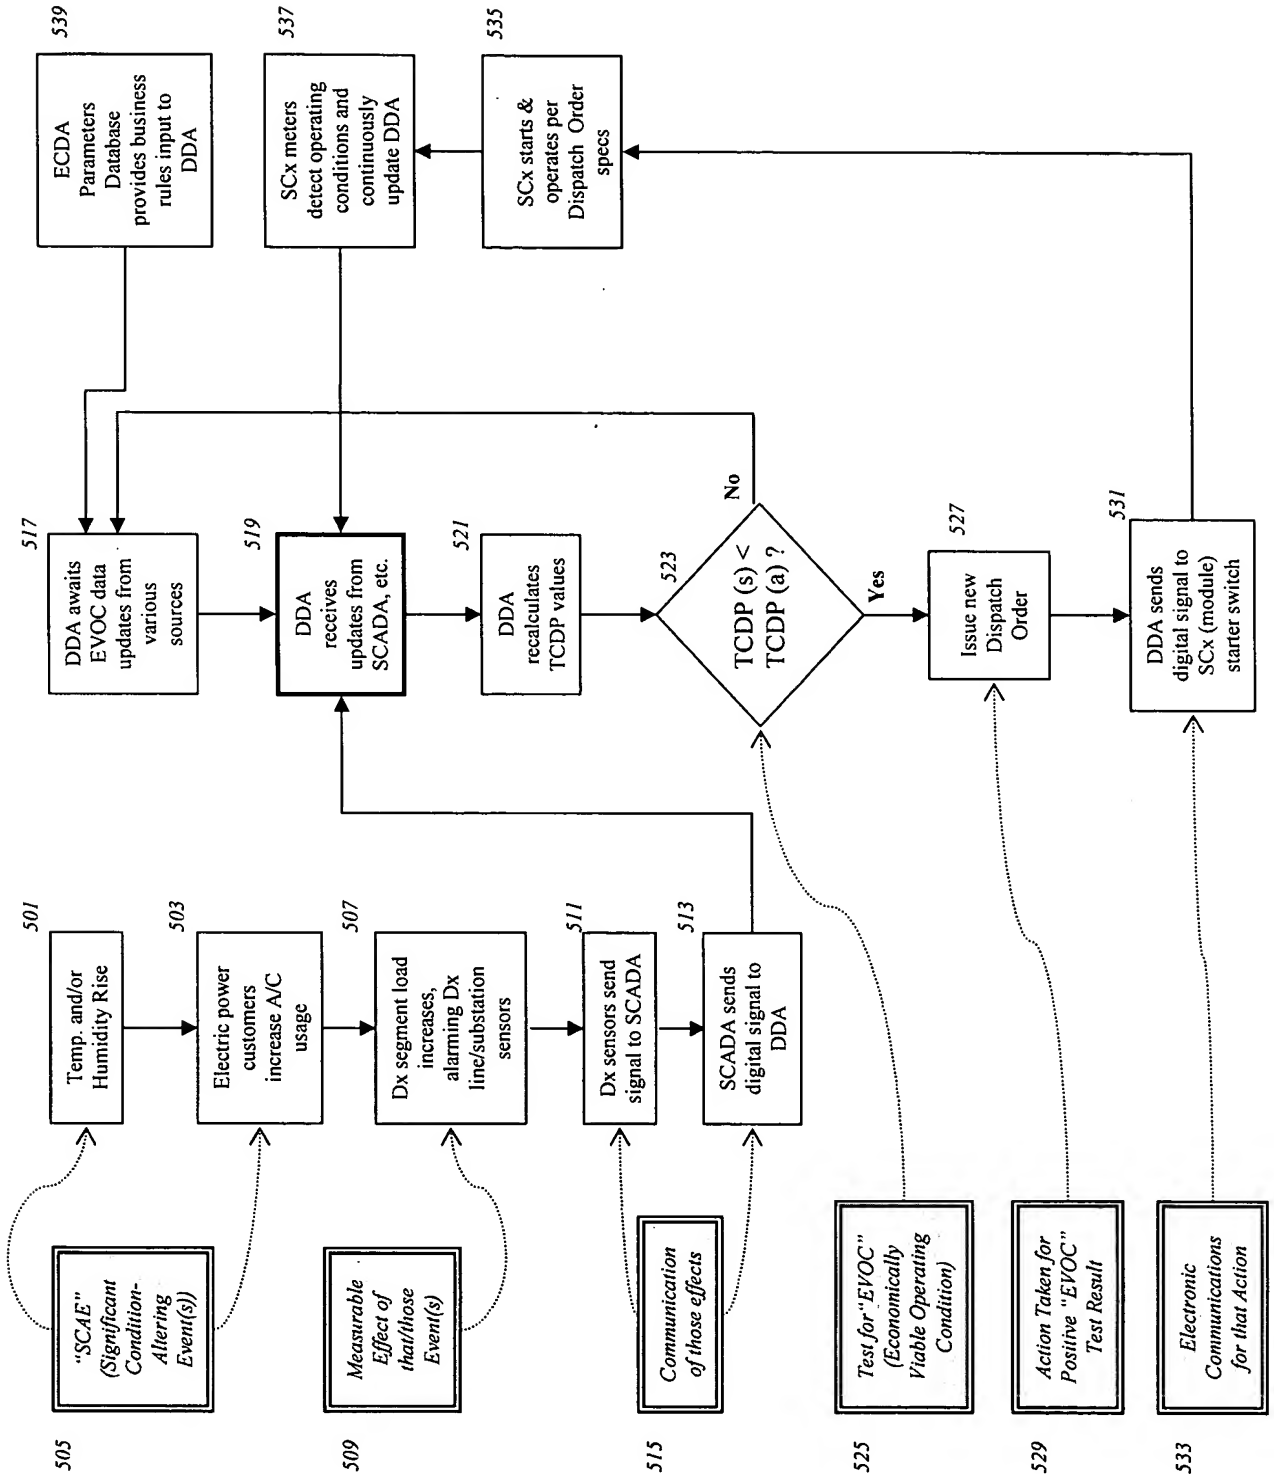 505
"SCAE"
(Significant
Condition-
Altering
Event(s))
509
Measurable
Effect of
that/those
Event(s)
515
Communication
of those effects
525
Test for "EVOC"
(Economically
Viable Operating
Condition)
529
Action Taken for
Positive "EVOC"
Test Result
533
Electronic
Communications
for that Action
501
Temp. and/or
Humidity Rise
503
Electric power
customers
increase A/C
usage
507
Dx segment load
increases,
alarming Dx
line/substation
sensors
511
Dx sensors send
signal to SCADA
513
SCADA sends
digital signal to
DDA
517
DDA awaits
EVOC data
updates from
various
sources
519
DDA
receives
updates from
SCADA, etc.
521
DDA
recalculates
TCDP values
523
TCDP (s) <
TCDP (a) ?
No
Yes
527
Issue new
Dispatch
Order
531
DDA sends
digital signal to
SCx (module)
starter switch
539
ECDA
Parameters
Database
provides business
rules input to
DDA
537
SCx meters
detect operating
conditions and
continuously
update DDA
535
SCx starts &
operates per
Dispatch Order
specs